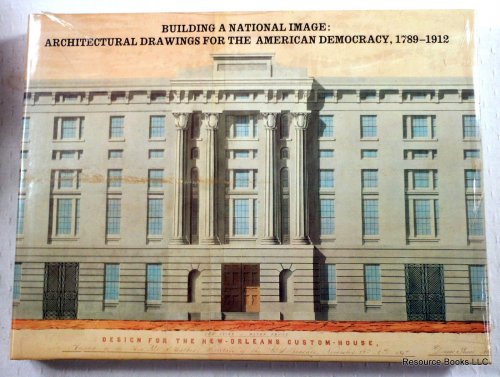 BUILDING A NATIONAL IMAGE:
ARCHITECTURAL DRAWINGS FOR THE AMERICAN DEMOCRACY, 1789–1912
DESIGN FOR THE NEW-ORLEANS CUSTOM-HOUSE.
Resource Books LLC.